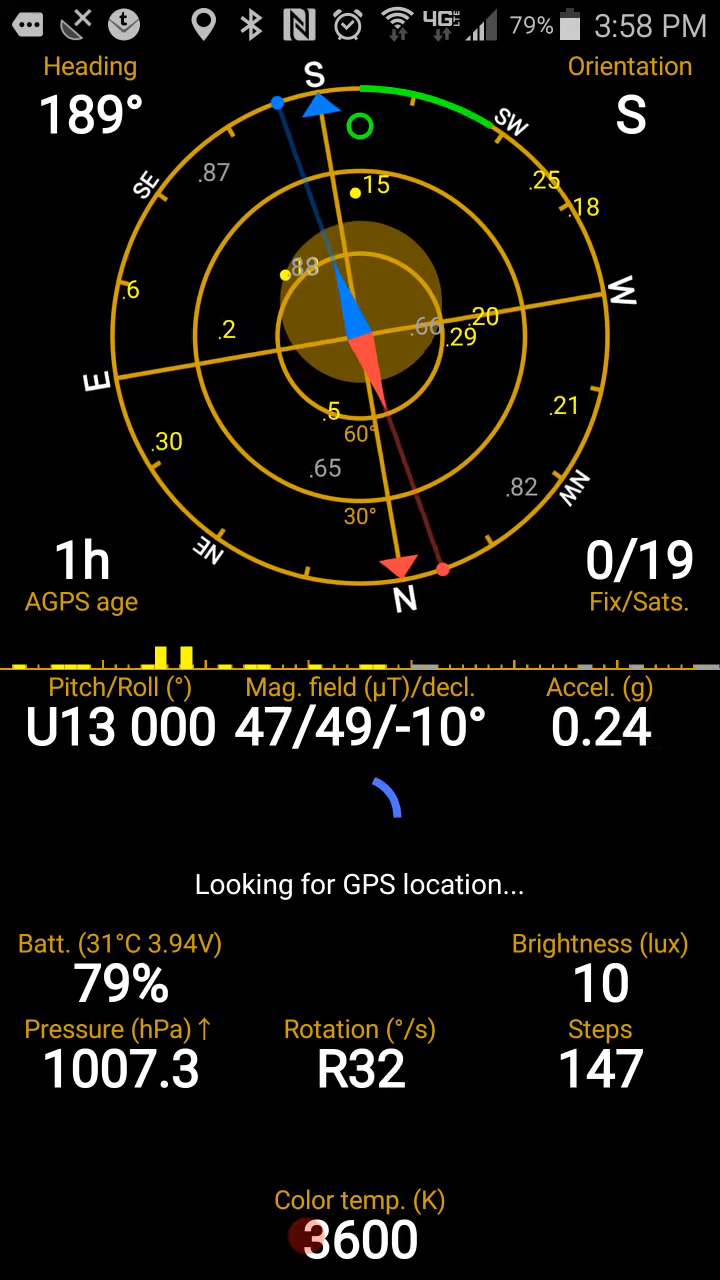 4G LTE 79% 3:58 PM
Heading
189°
Orientation
S
S
SW
SE
W
E
NW
NE
N
.87
15
.25
.18
.6
.2
.66
.20
.29
.5
60°
.21
.30
.65
.82
30°
1h
AGPS age
0/19
Fix/Sats.
Pitch/Roll (°) Mag. field (µT)/decl. Accel. (g)
U13 000 47/49/-10° 0.24
Looking for GPS location...
Batt. (31°C 3.94V) Brightness (lux)
79% 10
Pressure (hPa)↑ Rotation (°/s) Steps
1007.3 R32 147
Color temp. (K)
3600